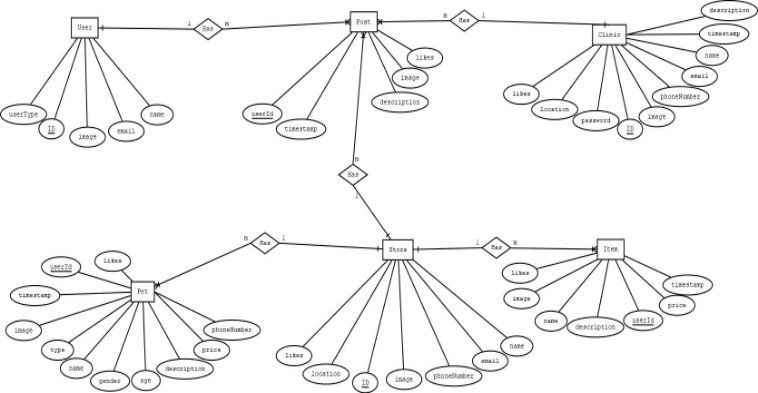 description
User
1
Has
m
Post
m
Has
1
Clinic
timestamp
name
likes
email
image
phoneNumber
likes
description
location
userType
ID
image
email
name
userId
timestamp
password
ID
image
m
Has
1
m
Has
1
Store
1
Has
m
Item
userId
likes
Pet
timestamp
image
type
name
gender
age
description
price
phoneNumber
likes
location
ID
image
phoneNumber
email
name
likes
image
name
description
userId
price
timestamp